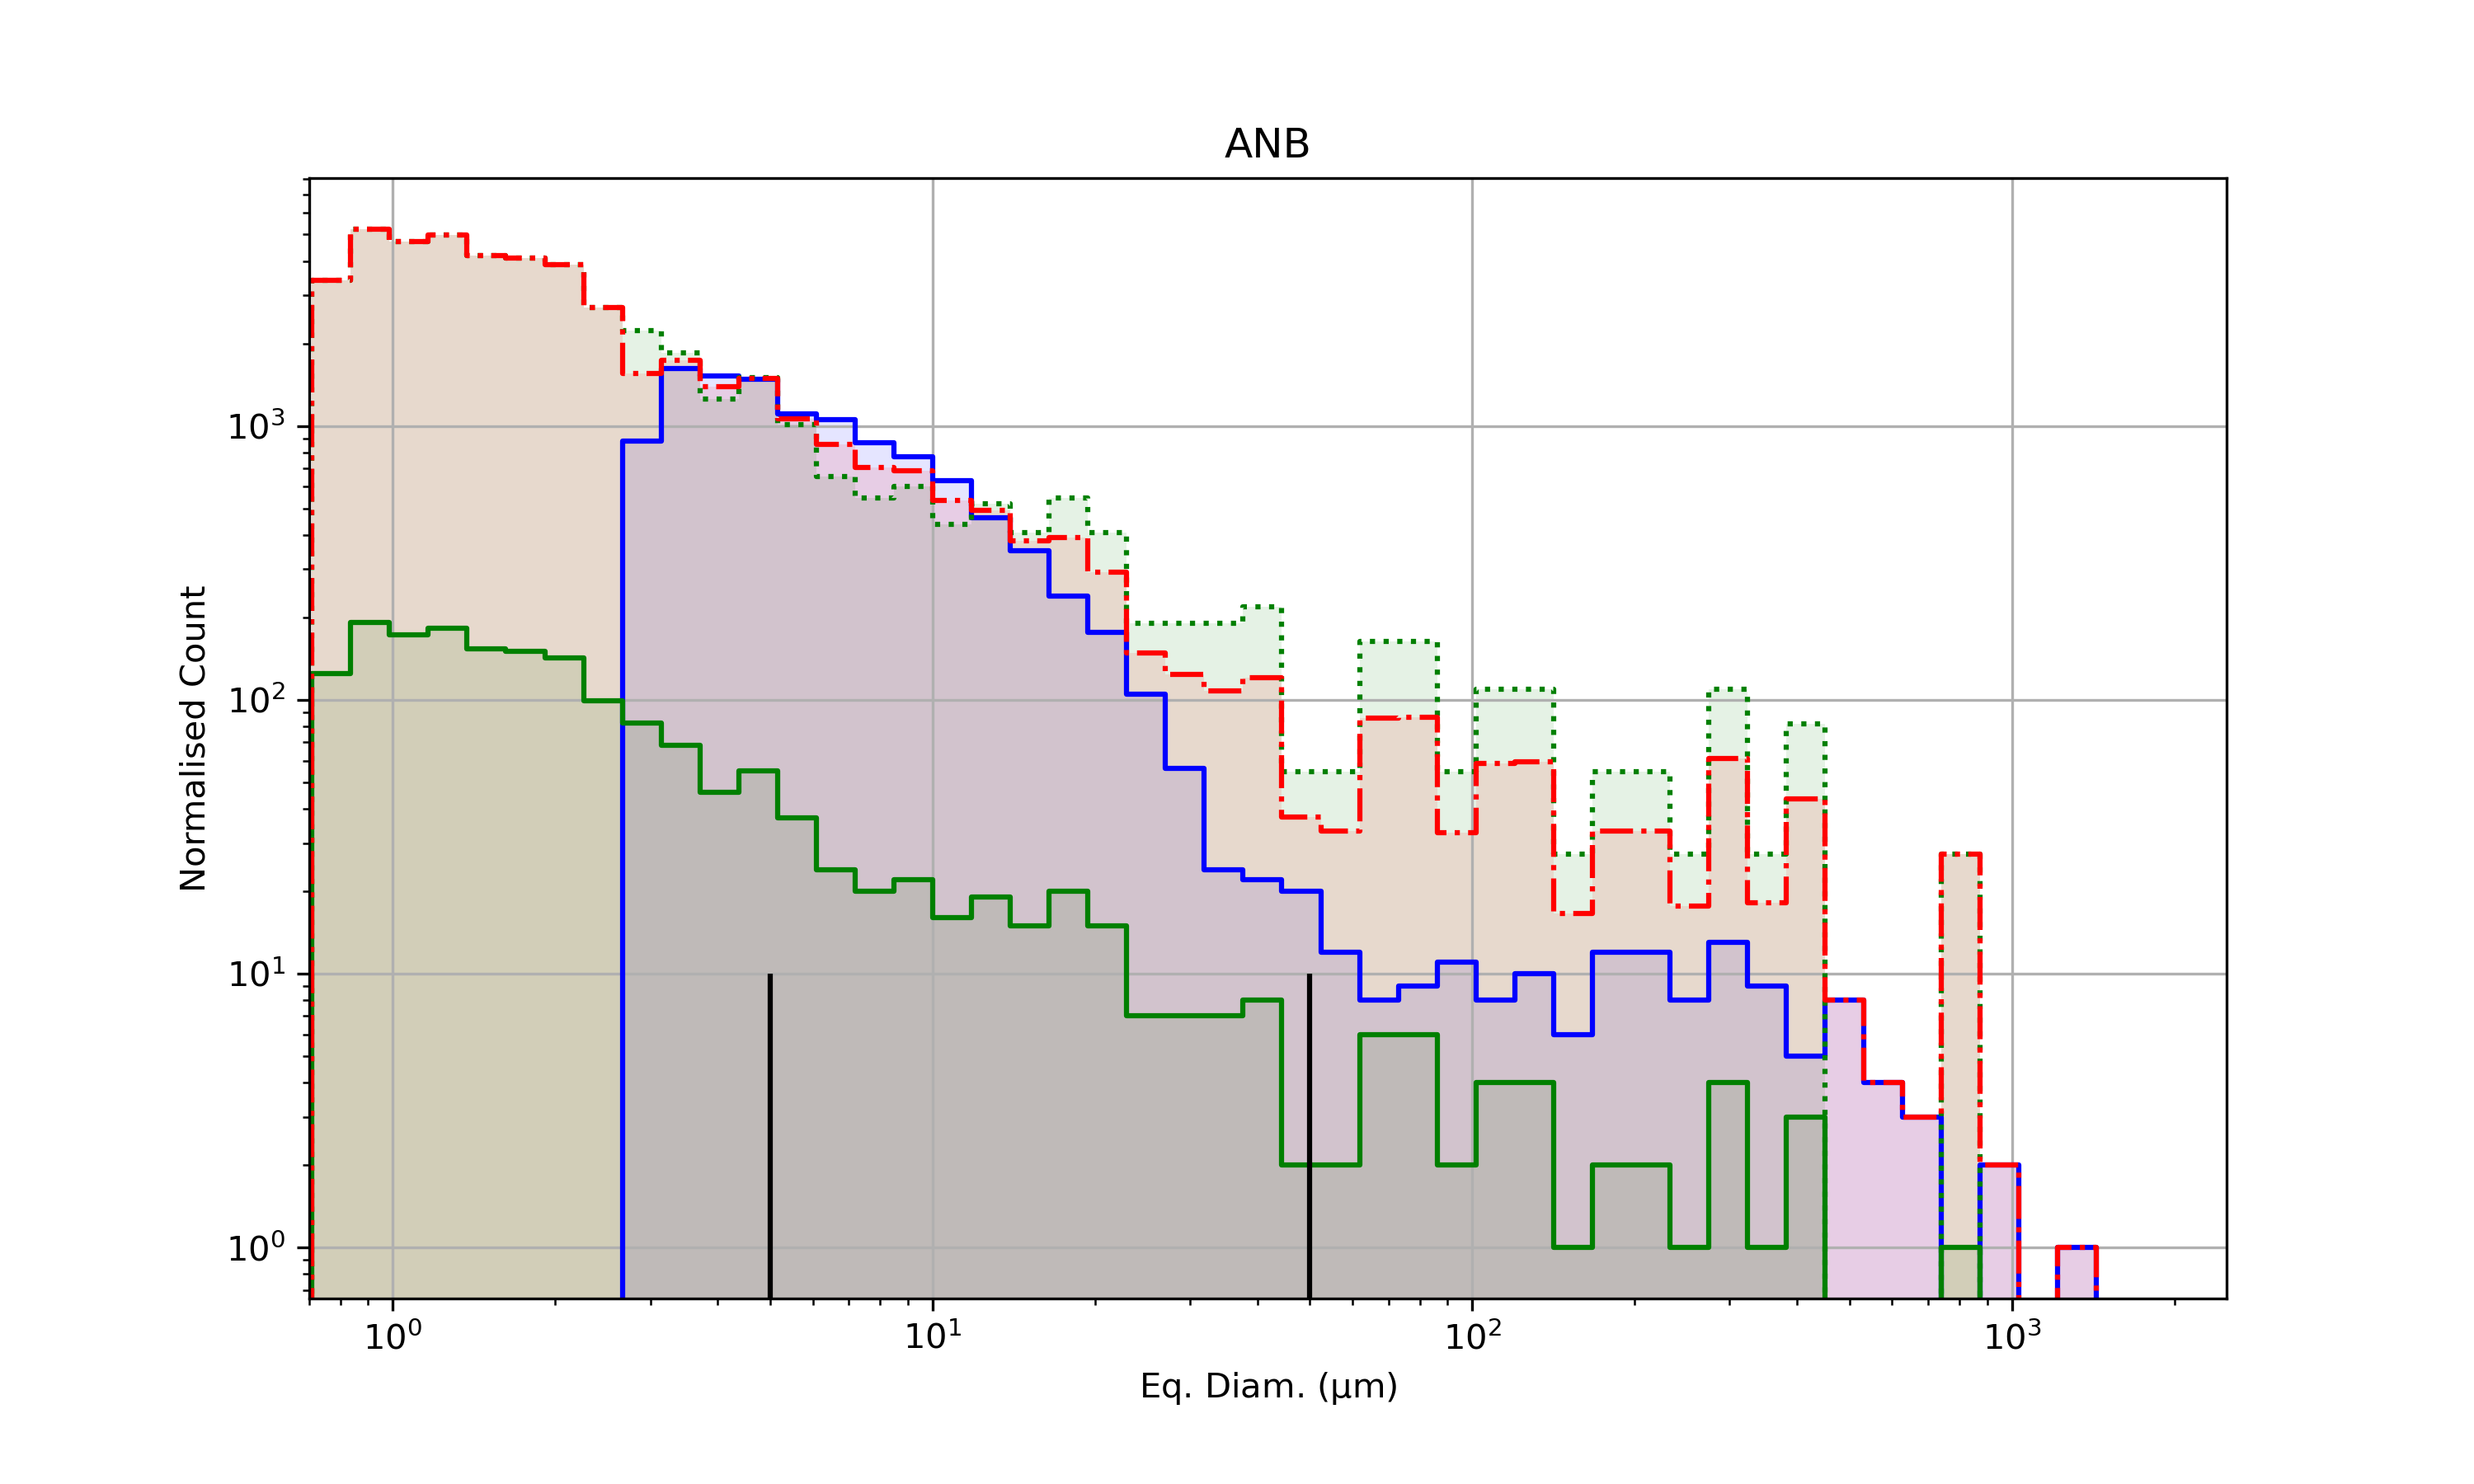 ANB
Normalised Count
10³
10²
10¹
10⁰
10⁰ 10¹ 10² 10³
Eq. Diam. (µm)